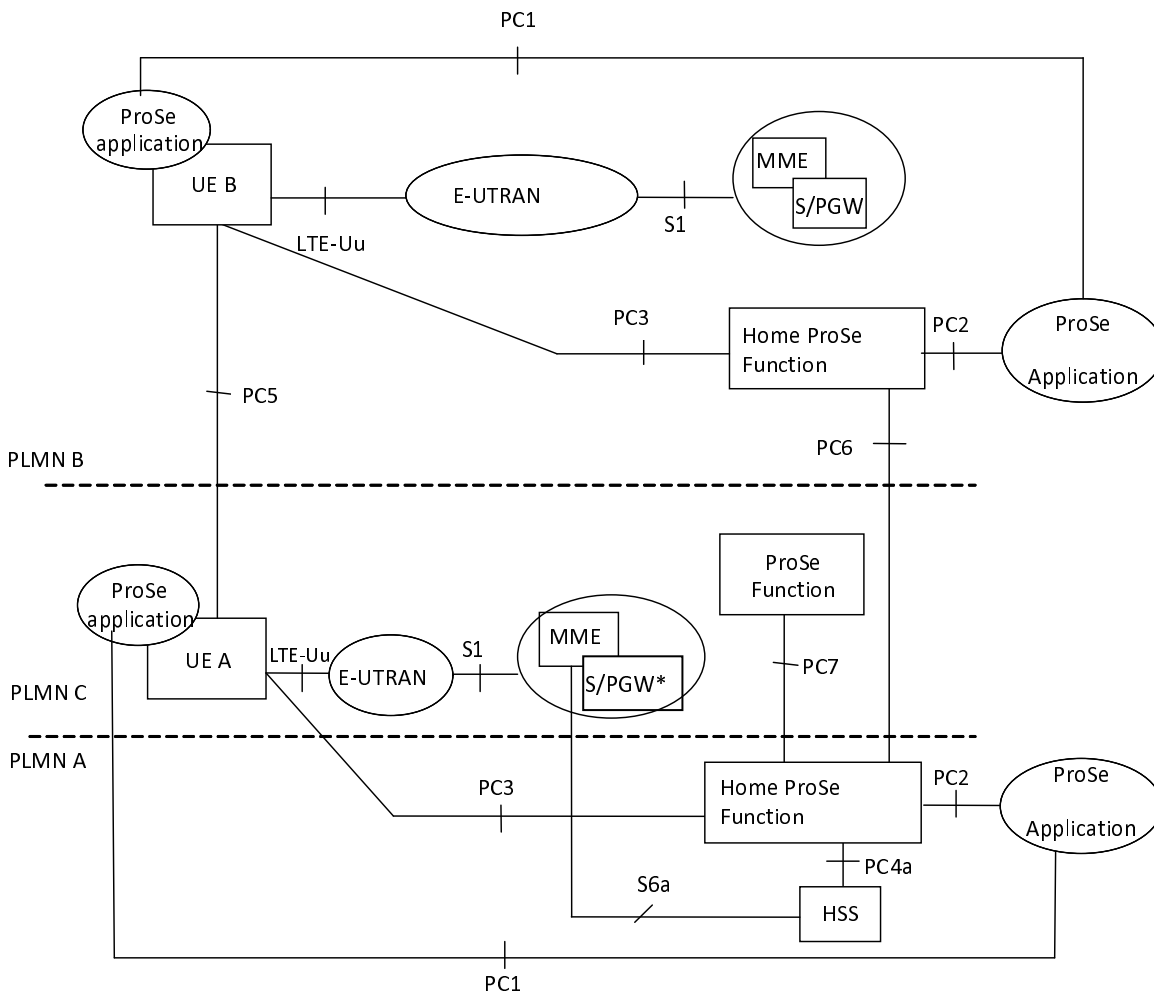 PC1
ProSe
application
UE B
E-UTRAN
S1
MME
S/PGW
LTE-Uu
PC3
Home ProSe
Function
PC2
ProSe
Application
PC5
PC6
PLMN B
ProSe
Function
ProSe
application
UE A
LTE-Uu
E-UTRAN
S1
MME
S/PGW*
PC7
PLMN C
PLMN A
PC3
Home ProSe
Function
PC2
ProSe
Application
PC4a
S6a
HSS
PC1